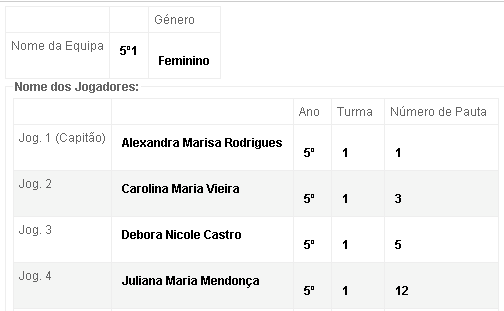 Género
Nome da Equipa 5º1 Feminino
Nome dos Jogadores:
Ano Turma Número de Pauta
Jog. 1 (Capitão) Alexandra Marisa Rodrigues 5º 1 1
Jog. 2 Carolina Maria Vieira 5º 1 3
Jog. 3 Debora Nicole Castro 5º 1 5
Jog. 4 Juliana Maria Mendonça 5º 1 12